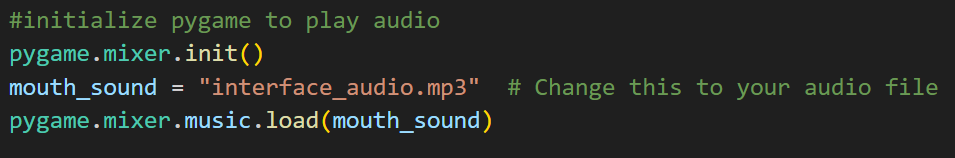 #initialize pygame to play audio
pygame.mixer.init()
mouth_sound = "interface_audio.mp3"  # Change this to your audio file
pygame.mixer.music.load(mouth_sound)